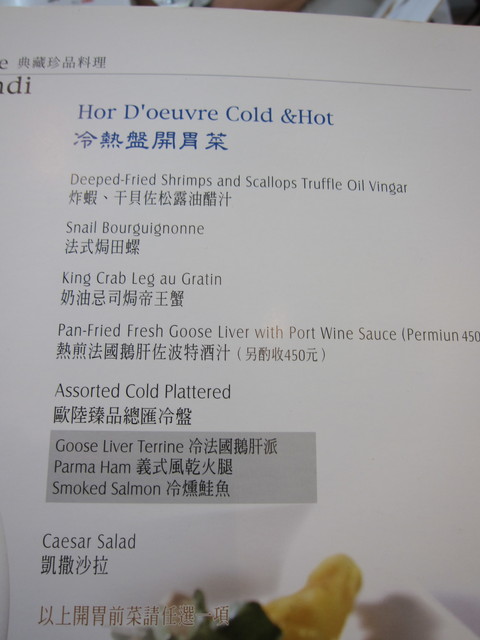 e 典藏珍品料理
ndi
Hor D'oeuvre Cold &Hot
冷熱盤開胃菜
Deeped-Fried Shrimps and Scallops Truffle Oil Vingar
炸蝦、干貝佐松露油醋汁
Snail Bourguignonne
法式焗田螺
King Crab Leg au Gratin
奶油忌司焗帝王蟹
Pan-Fried Fresh Goose Liver with Port Wine Sauce (Permiun 450
熱煎法國鵝肝佐波特酒汁（另酌收450元）
Assorted Cold Plattered
歐陸臻品總匯冷盤
Goose Liver Terrine 冷法國鵝肝派
Parma Ham 義式風乾火腿
Smoked Salmon 冷燻鮭魚
Caesar Salad
凱撒沙拉
以上開胃前菜請任選一項